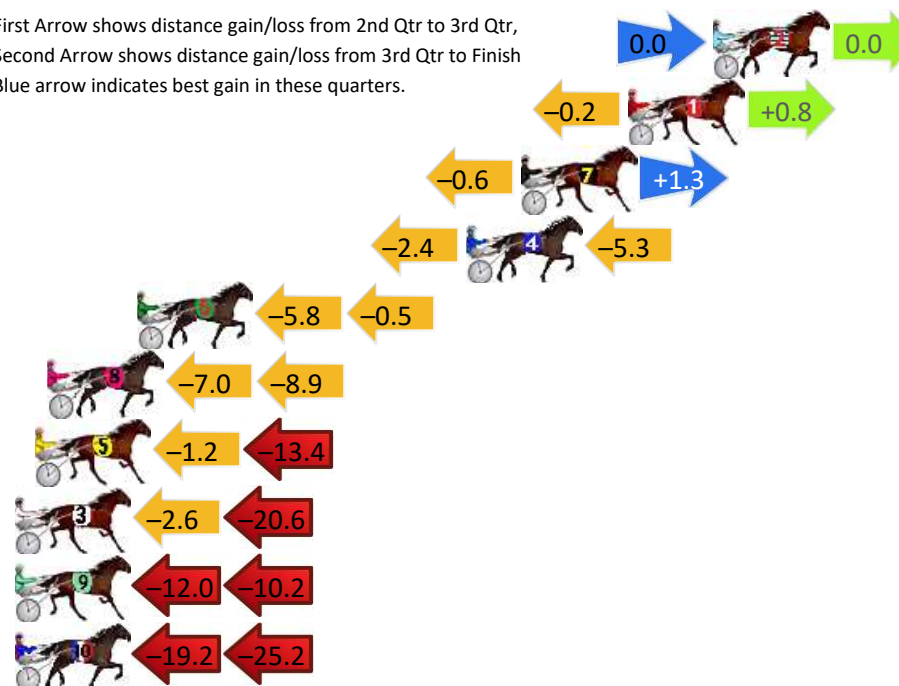 First Arrow shows distance gain/loss from 2nd Qtr to 3rd Qtr,
Second Arrow shows distance gain/loss from 3rd Qtr to Finish
Blue arrow indicates best gain in these quarters.
0.0 2 0.0
–0.2 1 +0.8
–0.6 7 +1.3
–2.4 4 –5.3
–5.8 –0.5
8 –7.0 –8.9
5 –1.2 –13.4
3 –2.6 –20.6
9 –12.0 –10.2
10 –19.2 –25.2